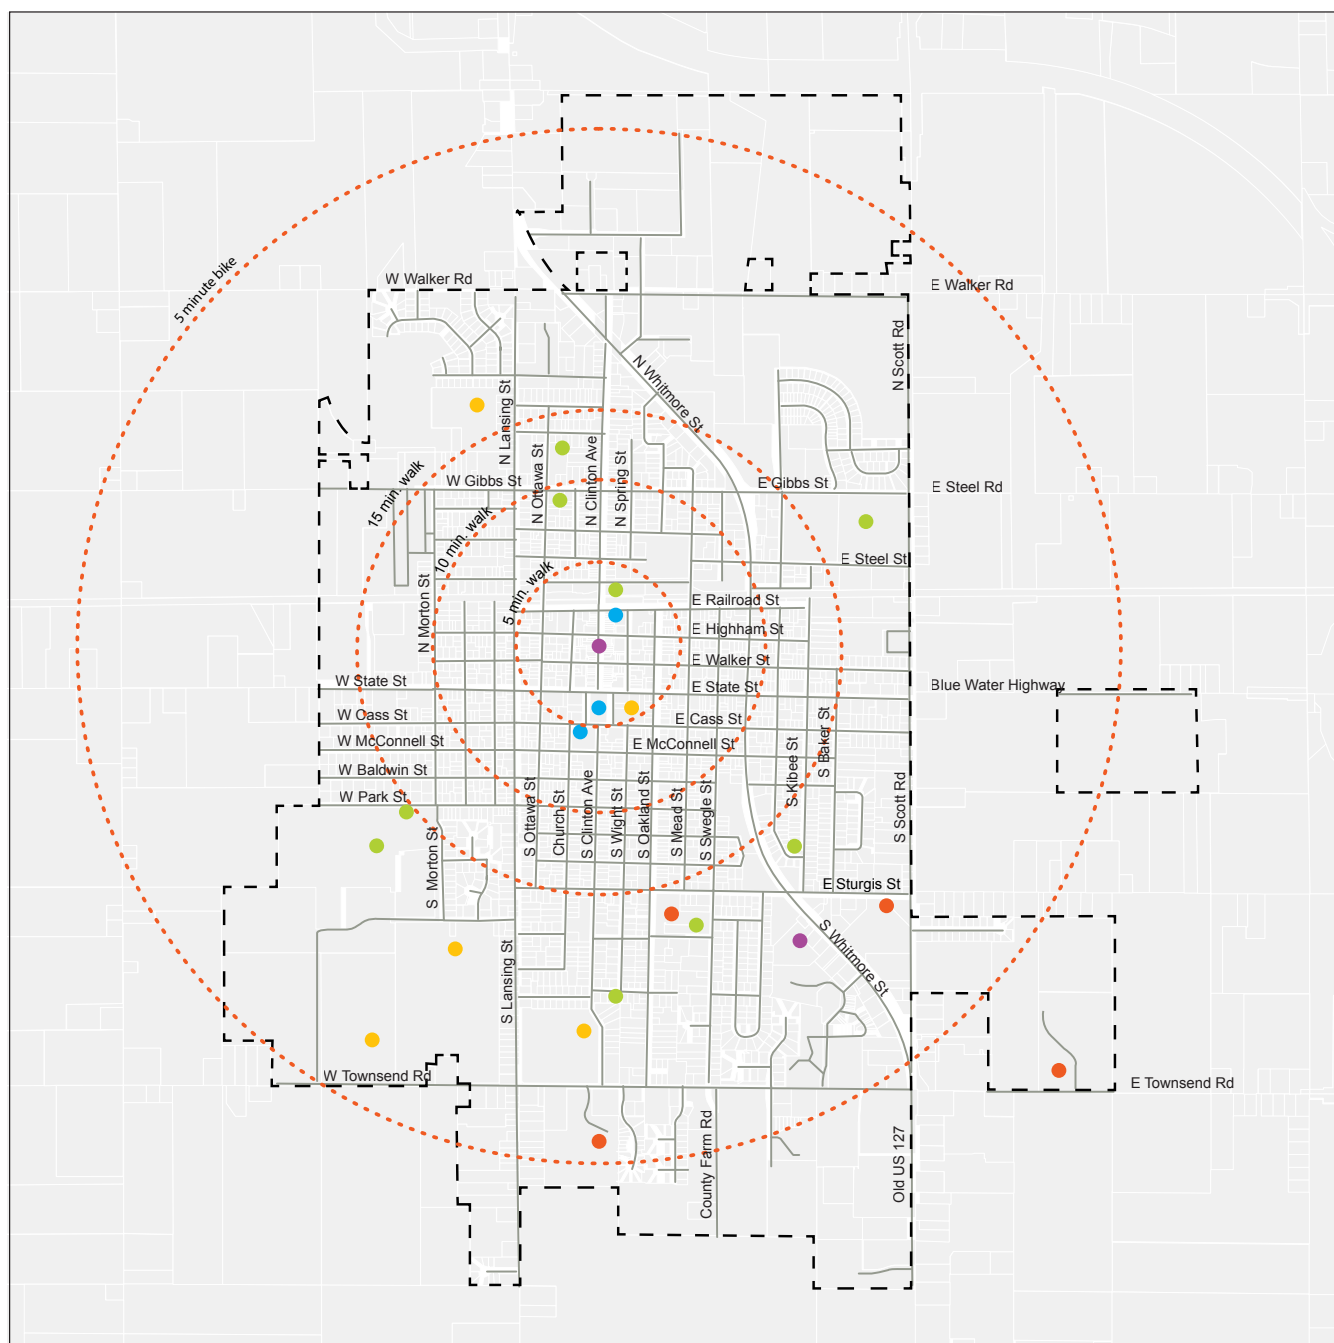 5 minute bike
W Walker Rd
E Walker Rd
N Scott Rd
N Whitmore St
N Lansing St
N Ottawa St
N Clinton Ave
N Spring St
15 min. walk
W Gibbs St
E Gibbs St
E Steel Rd
10 min. walk
E Steel St
5 min. walk
N Morton St
E Railroad St
E Highham St
E Walker St
W State St
E State St
Blue Water Highway
W Cass St
E Cass St
W McConnell St
E McConnell St
S Kibee St
S Baker St
W Baldwin St
W Park St
S Ottawa St
Church St
S Clinton Ave
S Wight St
S Oakland St
S Mead St
S Swegle St
S Scott Rd
S Morton St
E Sturgis St
S Lansing St
S Whitmore St
W Townsend Rd
E Townsend Rd
County Farm Rd
Old US 127